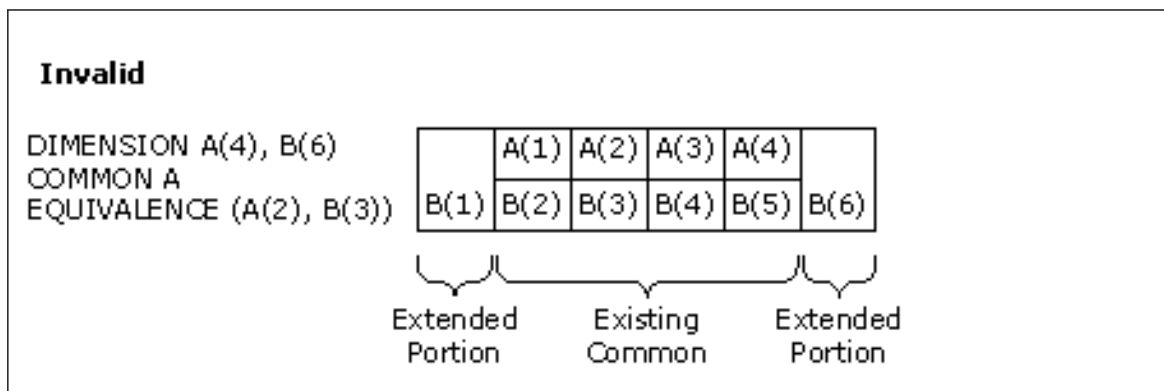 Invalid
DIMENSION A(4), B(6)
COMMON A
EQUIVALENCE (A(2), B(3))
A(1) A(2) A(3) A(4)
B(1) B(2) B(3) B(4) B(5) B(6)
Extended Existing Extended
Portion Common Portion